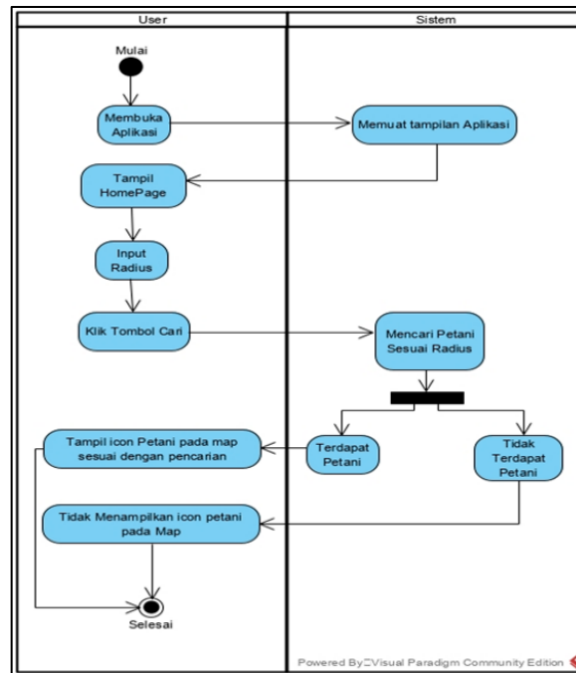 User
Sistem
Mulai
Membuka
Aplikasi
Memuat tampilan Aplikasi
Tampil
HomePage
Input
Radius
Klik Tombol Cari
Mencari Petani
Sesuai Radius
Tampil icon Petani pada map
sesuai dengan pencarian
Terdapat
Petani
Tidak
Terdapat
Petani
Tidak Menampilkan icon petani
pada Map
Selesai
Powered By Visual Paradigm Community Edition